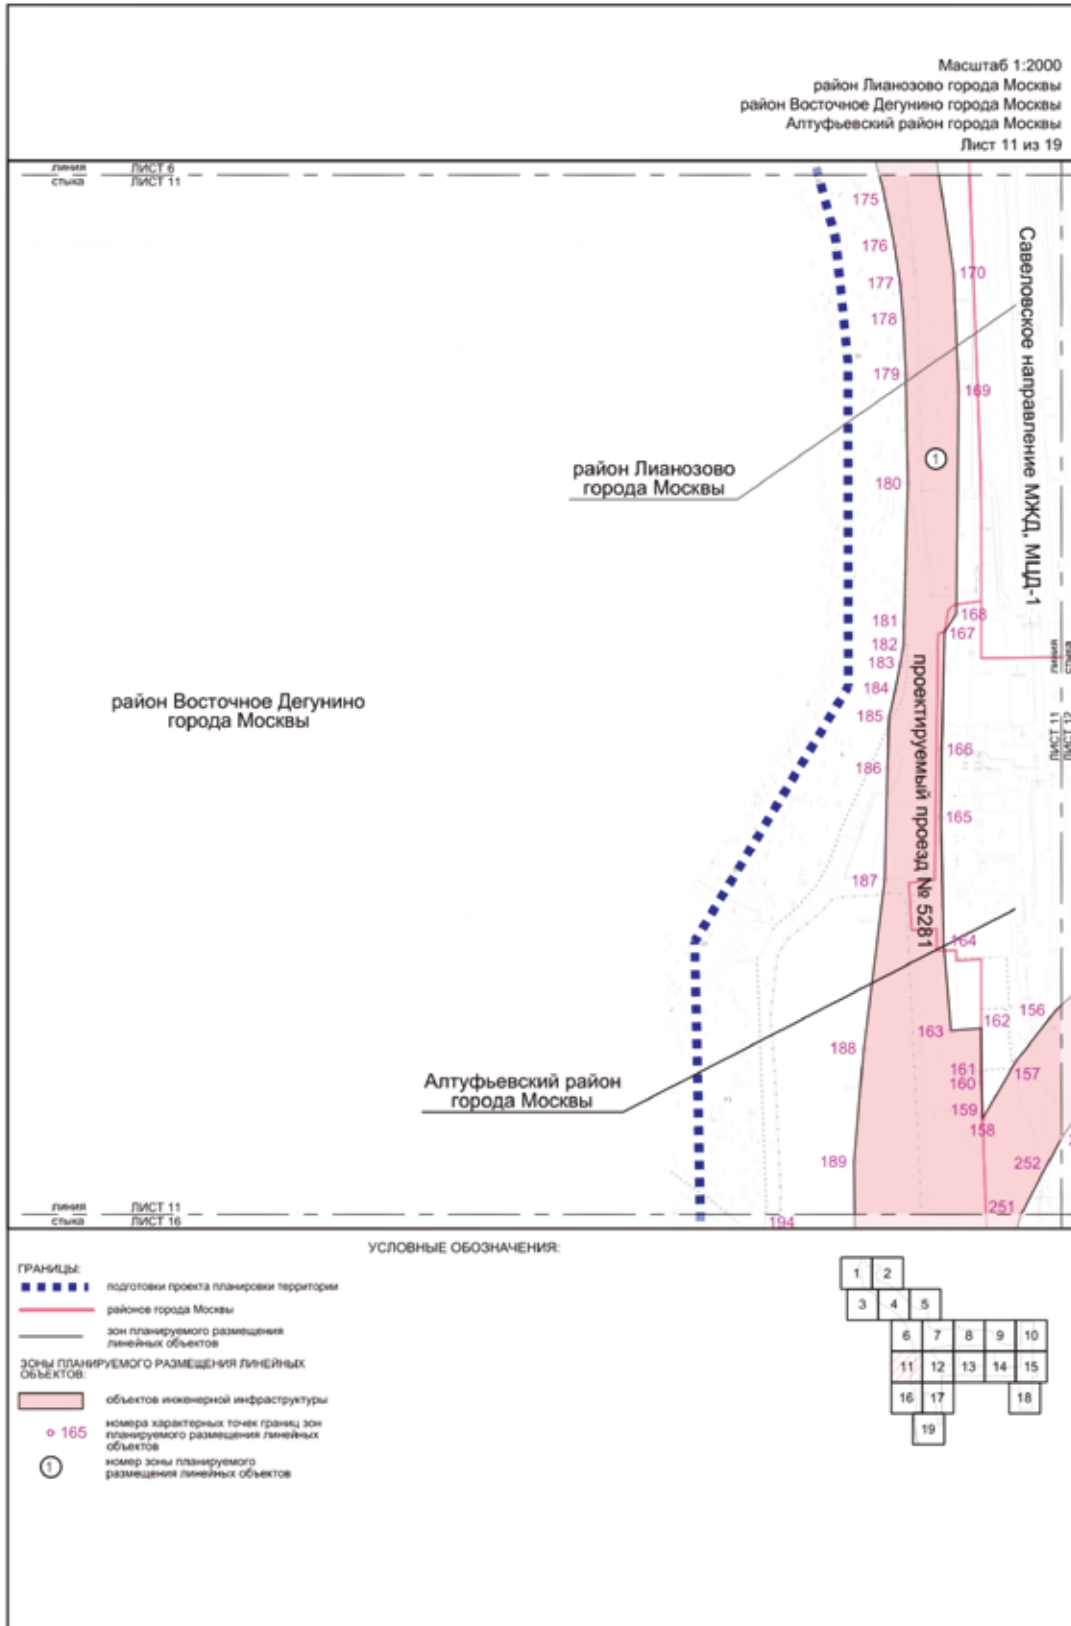 Масштаб 1:2000
район Лианозово города Москвы
район Восточное Дегунино города Москвы
Алтуфьевский район города Москвы
Лист 11 из 19
линия ЛИСТ 6
стыка ЛИСТ 11
175
176
177
178
179
180
181
182
183
184
185
186
187
188
189
194
170
169
168
167
166
165
164
163
162
161
160
159
158
157
156
252
251
1
Савеловское направление МЖД, МЦД-1
район Лианозово
города Москвы
район Восточное Дегунино
города Москвы
проектируемый проезд № 5281
Алтуфьевский район
города Москвы
линия
стыка
ЛИСТ 11
ЛИСТ 12
линия ЛИСТ 11
стыка ЛИСТ 16
УСЛОВНЫЕ ОБОЗНАЧЕНИЯ:
ГРАНИЦЫ:
подготовки проекта планировки территории
районов города Москвы
зон планируемого размещения
линейных объектов
ЗОНЫ ПЛАНИРУЕМОГО РАЗМЕЩЕНИЯ ЛИНЕЙНЫХ
ОБЪЕКТОВ:
объектов инженерной инфраструктуры
165 номера характерных точек границ зон
планируемого размещения линейных
объектов
1 номер зоны планируемого
размещения линейных объектов
1 2
3 4 5
6 7 8 9 10
11 12 13 14 15
16 17 18
19